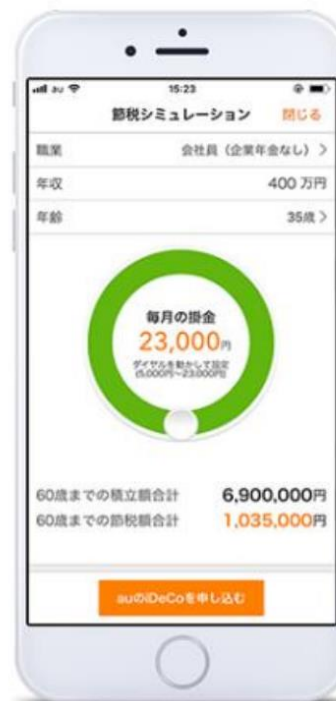 au 15:23
節税シミュレーション 閉じる
職業 会社員（企業年金なし）
年収 400 万円
年齢 35歳
毎月の掛金
23,000円
ダイヤルを動かして設定
(5,000円～23,000円)
60歳までの積立額合計 6,900,000円
60歳までの節税額合計 1,035,000円
auのiDeCoを申し込む